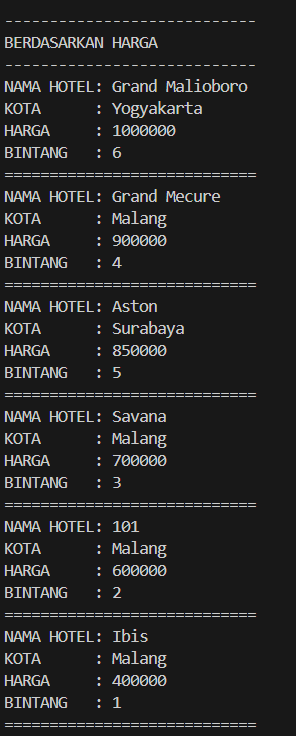 ----------------------------
BERDASARKAN HARGA
----------------------------
NAMA HOTEL: Grand Malioboro
KOTA      : Yogyakarta
HARGA     : 1000000
BINTANG   : 6
============================
NAMA HOTEL: Grand Mecure
KOTA      : Malang
HARGA     : 900000
BINTANG   : 4
============================
NAMA HOTEL: Aston
KOTA      : Surabaya
HARGA     : 850000
BINTANG   : 5
============================
NAMA HOTEL: Savana
KOTA      : Malang
HARGA     : 700000
BINTANG   : 3
============================
NAMA HOTEL: 101
KOTA      : Malang
HARGA     : 600000
BINTANG   : 2
============================
NAMA HOTEL: Ibis
KOTA      : Malang
HARGA     : 400000
BINTANG   : 1
============================